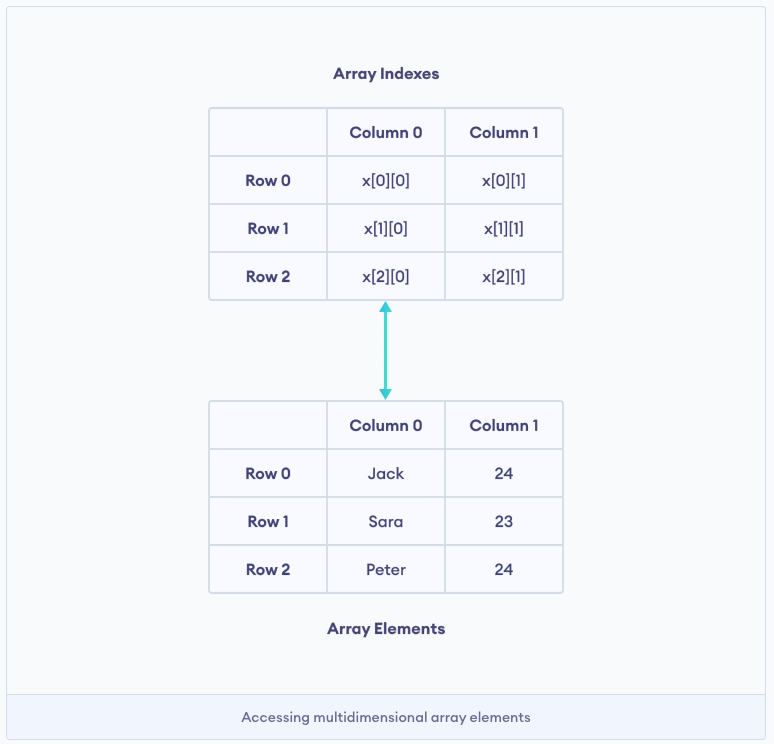 Array Indexes
Column 0 Column 1
Row 0 x[0][0] x[0][1]
Row 1 x[1][0] x[1][1]
Row 2 x[2][0] x[2][1]
Column 0 Column 1
Row 0 Jack 24
Row 1 Sara 23
Row 2 Peter 24
Array Elements
Accessing multidimensional array elements